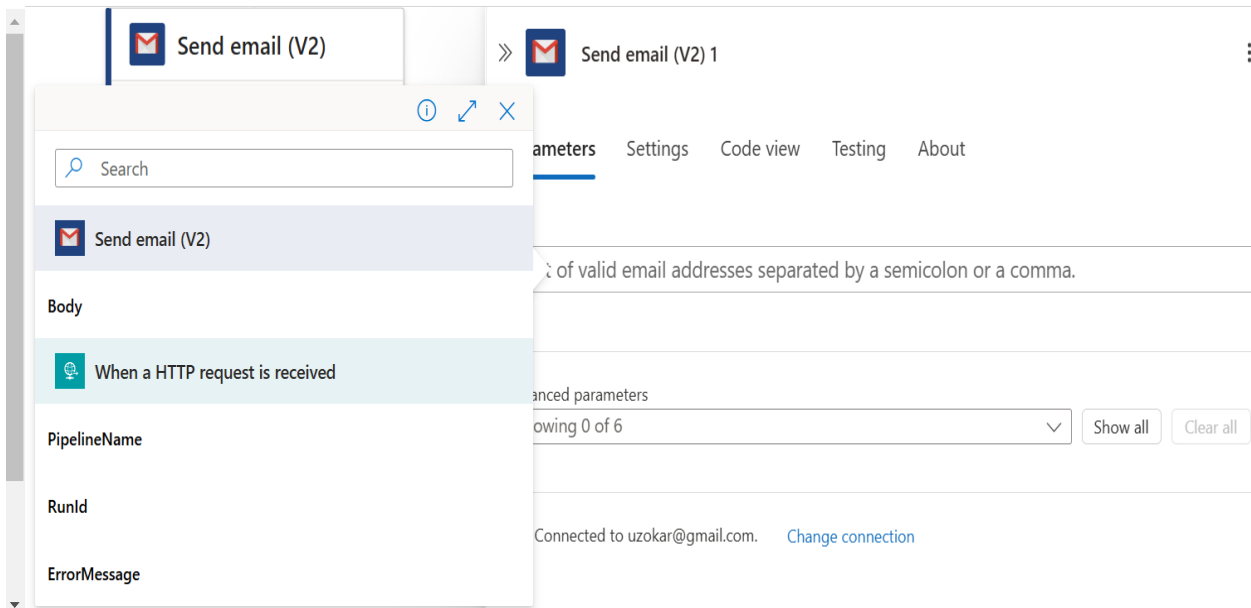 Send email (V2)
Send email (V2) 1
Search
Send email (V2)
Body
When a HTTP request is received
PipelineName
RunId
ErrorMessage
ameters Settings Code view Testing About
t of valid email addresses separated by a semicolon or a comma.
anced parameters
owing 0 of 6 Show all Clear all
Connected to uzokar@gmail.com. Change connection